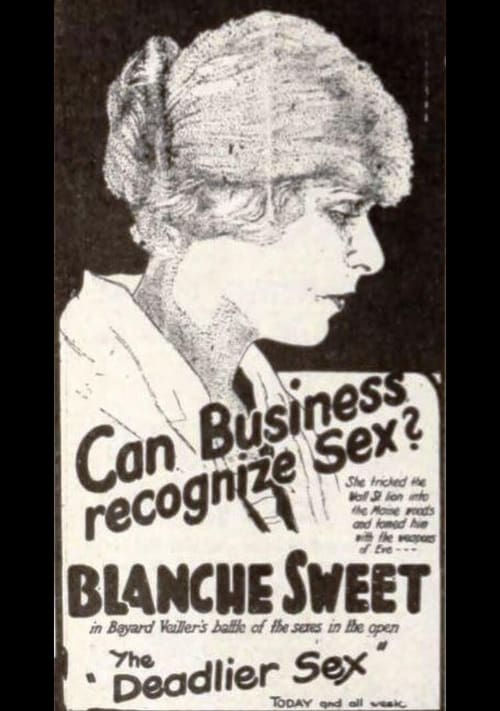 Can Business
recognize Sex?
She tricked the
Wall St lion into
the Maine woods
and tamed him
with the weapons
of Eve ---
BLANCHE SWEET
in Bayard Veiller's battle of the sexes in the open
"The
Deadlier Sex"
TODAY and all week